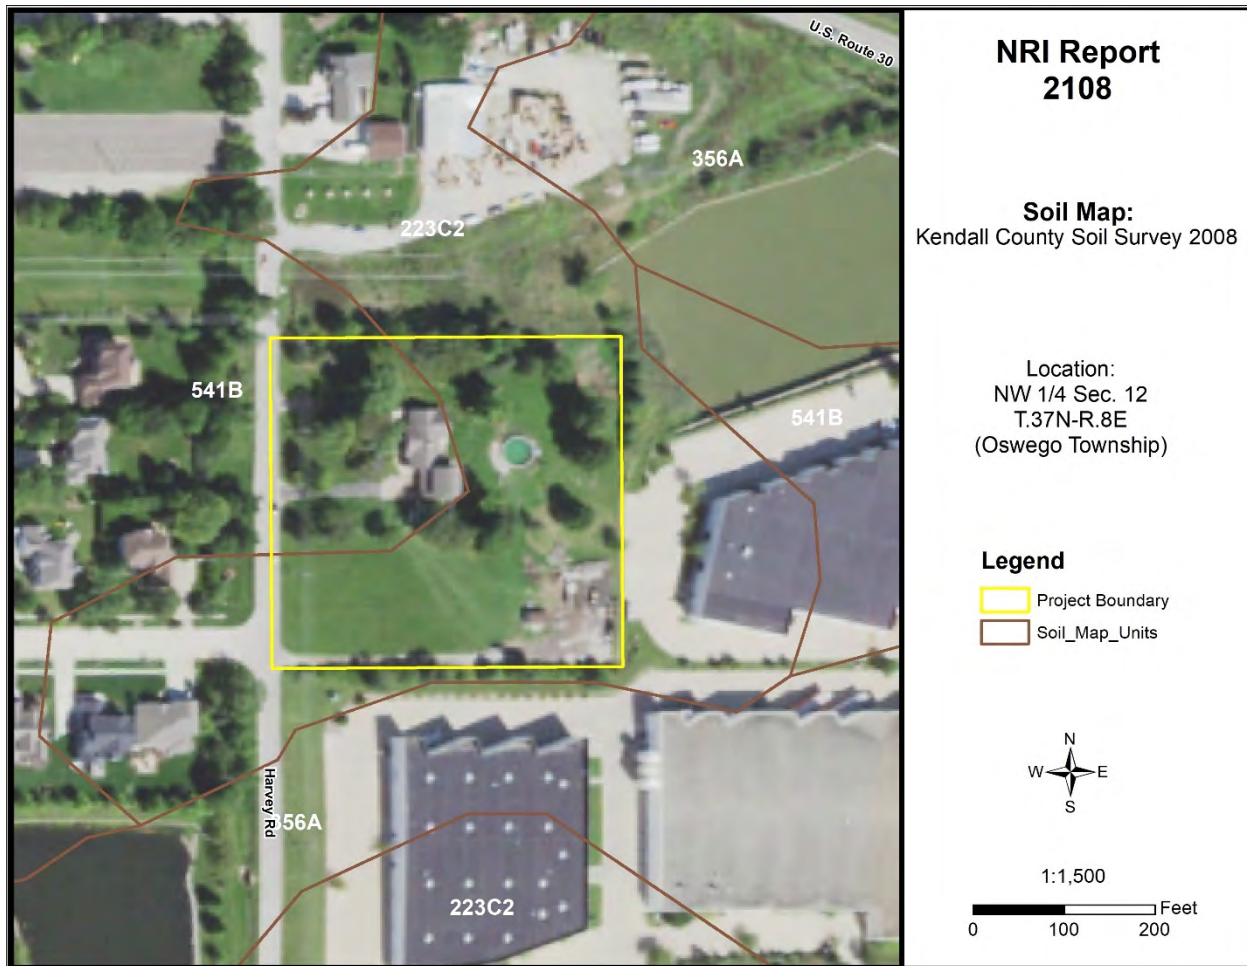 U.S. Route 30
356A
223C2
541B
541B
Harvey Rd
356A
223C2
NRI Report
2108
Soil Map:
Kendall County Soil Survey 2008
Location:
NW 1/4 Sec. 12
T.37N-R.8E
(Oswego Township)
Legend
Project Boundary
Soil_Map_Units
N
W E
S
1:1,500
Feet
0 100 200